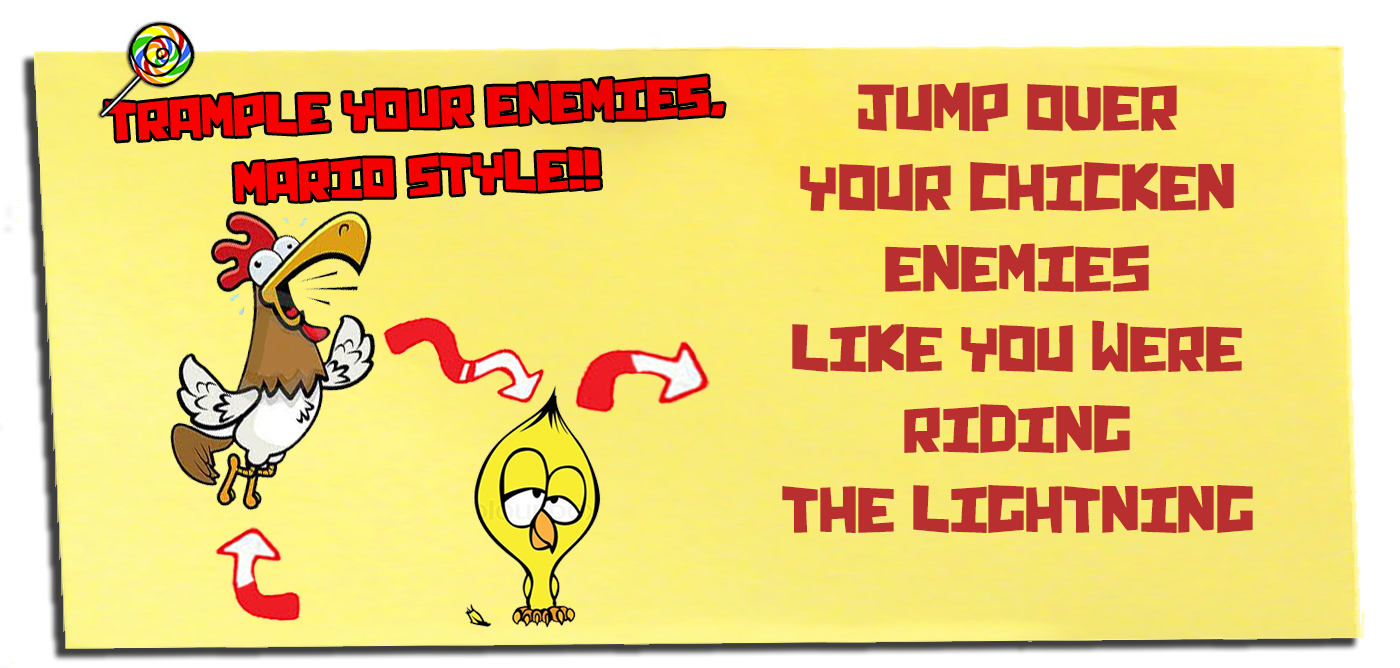 TRAMPLE YOUR ENEMIES,
MARIO STYLE!!
JUMP OVER
YOUR CHICKEN
ENEMIES
LIKE YOU WERE
RIDING
THE LIGHTNING